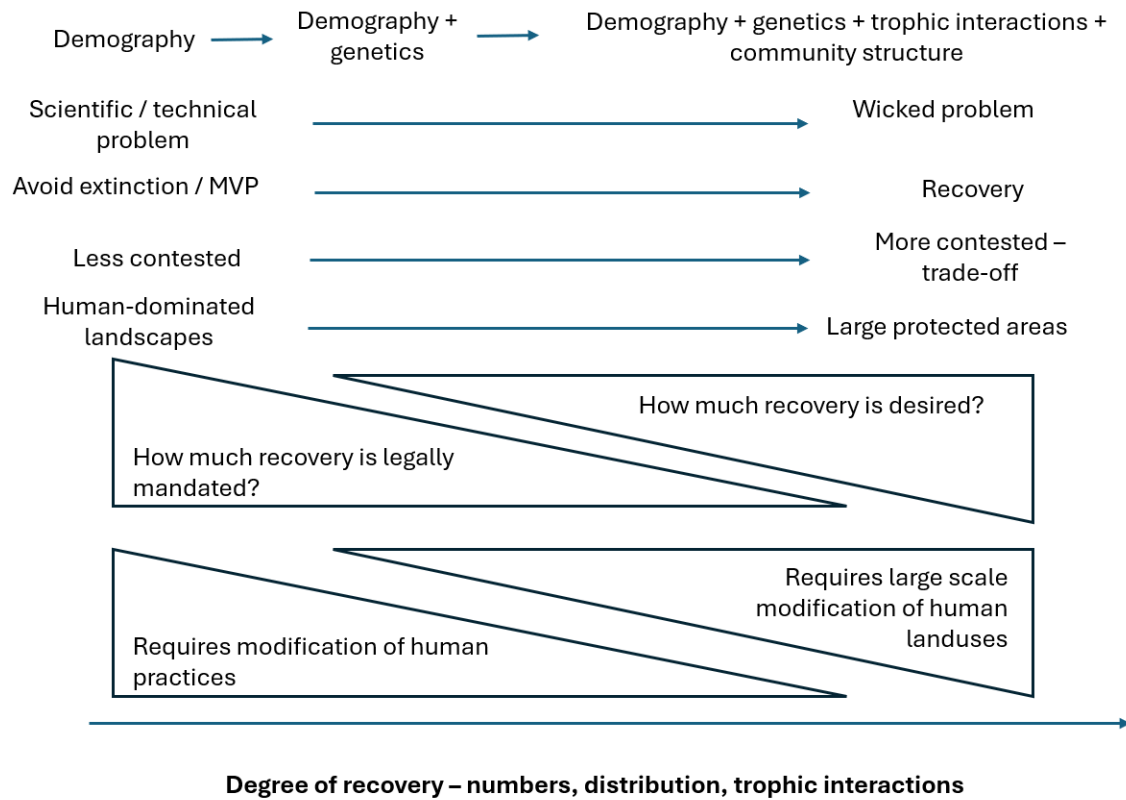 Demography
Demography +
genetics
Demography + genetics + trophic interactions +
community structure
Scientific / technical
problem
Wicked problem
Avoid extinction / MVP
Recovery
Less contested
More contested –
trade-off
Human-dominated
landscapes
Large protected areas
How much recovery is desired?
How much recovery is legally
mandated?
Requires large scale
modification of human
landuses
Requires modification of human
practices
Degree of recovery – numbers, distribution, trophic interactions